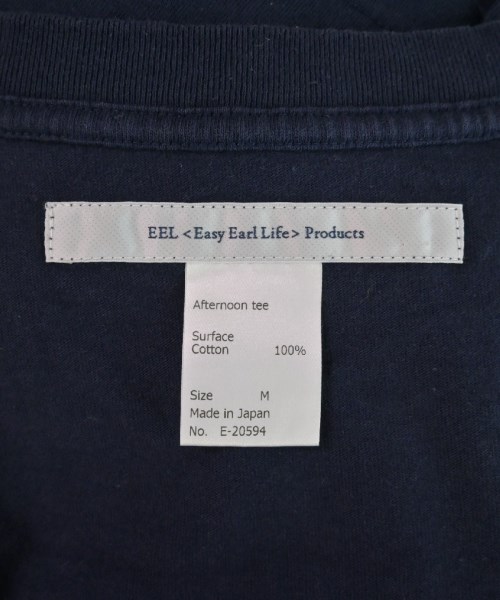 EEL <Easy Earl Life> Products
Afternoon tee
Surface
Cotton 100%
Size M
Made in Japan
No. E-20594